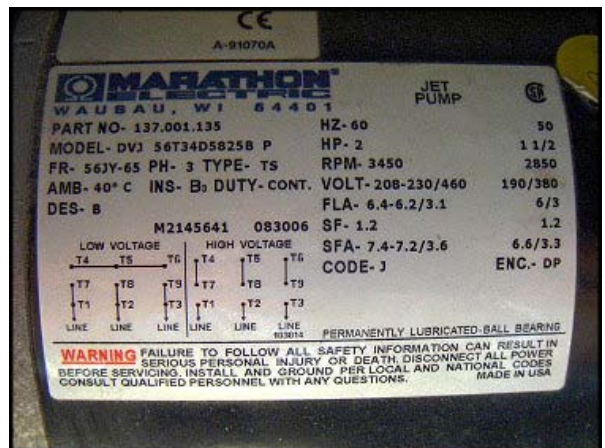 CE
A-91070A
MARATHON®
ELECTRIC
WAUSAU, WI 54401
JET
PUMP
PART NO- 137.001.135
MODEL- DVJ 56T34D5825B P
FR- 56JY-65 PH- 3 TYPE- TS
AMB- 40° C INS- B3 DUTY- CONT.
DES- B
M2145641 083006
HZ- 60 50
HP- 2 1 1/2
RPM- 3450 2850
VOLT- 208-230/460 190/380
FLA- 6.4-6.2/3.1 6/3
SF- 1.2 1.2
SFA- 7.4-7.2/3.6 6.6/3.3
CODE- J ENC.- DP
LOW VOLTAGE HIGH VOLTAGE
T4 T5 T6 T4 T5 T6
T7 T8 T9 T7 T8 T9
T1 T2 T3 T1 T2 T3
LINE LINE LINE LINE LINE LINE
103014
PERMANENTLY LUBRICATED-BALL BEARING
WARNING FAILURE TO FOLLOW ALL SAFETY INFORMATION CAN RESULT IN
SERIOUS PERSONAL INJURY OR DEATH. DISCONNECT ALL POWER
BEFORE SERVICING. INSTALL AND GROUND PER LOCAL AND NATIONAL CODES
CONSULT QUALIFIED PERSONNEL WITH ANY QUESTIONS. MADE IN USA